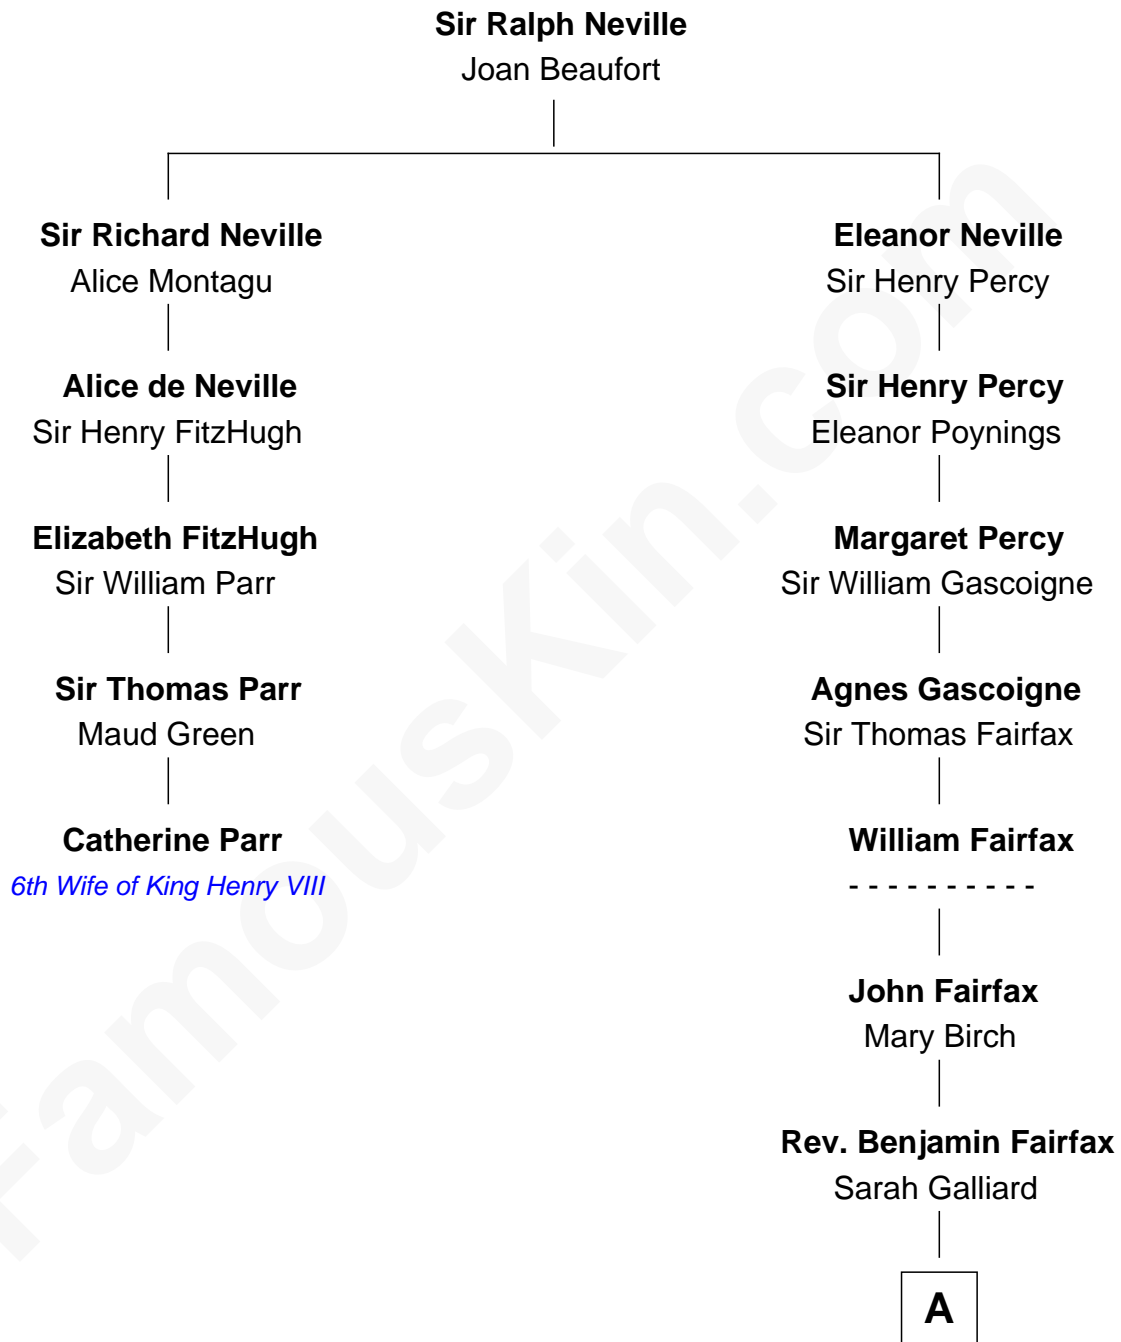 Sir Ralph Neville
Joan Beaufort
Sir Richard Neville
Alice Montagu
Eleanor Neville
Sir Henry Percy
Alice de Neville
Sir Henry FitzHugh
Sir Henry Percy
Eleanor Poynings
Elizabeth FitzHugh
Sir William Parr
Margaret Percy
Sir William Gascoigne
Sir Thomas Parr
Maud Green
Agnes Gascoigne
Sir Thomas Fairfax
Catherine Parr
6th Wife of King Henry VIII
William Fairfax
- - - - - - - - - -
John Fairfax
Mary Birch
Rev. Benjamin Fairfax
Sarah Galliard
A
FamousKin.com